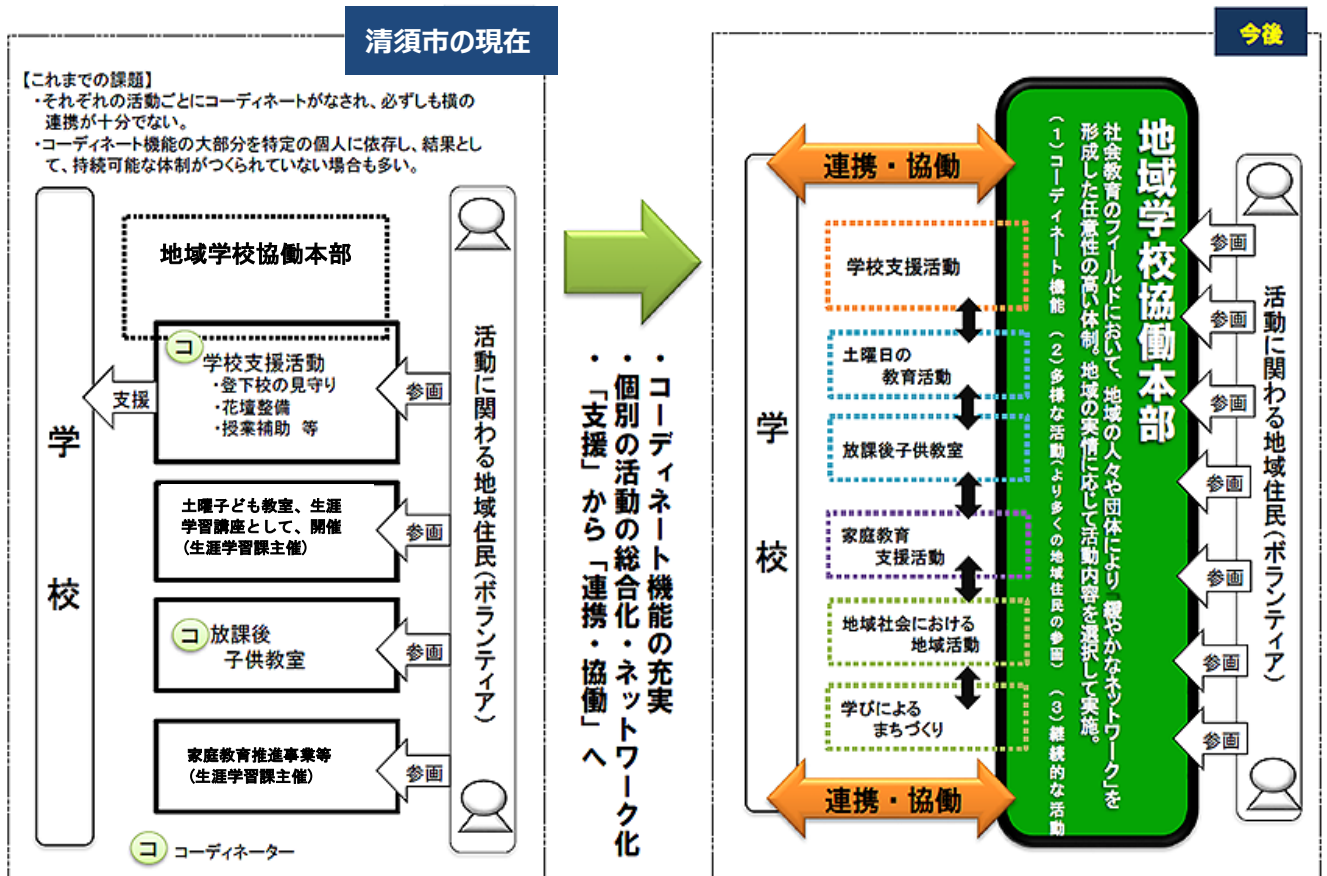 清須市の現在
【これまでの課題】
・それぞれの活動ごとにコーディネートがなされ、必ずしも横の
連携が十分でない。
・コーディネート機能の大部分を特定の個人に依存し、結果とし
て、持続可能な体制がつくられていない場合も多い。
学校
地域学校協働本部
コ
学校支援活動
・登下校の見守り
・花壇整備
・授業補助 等
支援
参画
土曜子ども教室、生涯
学習講座として、開催
(生涯学習課主催)
参画
コ
放課後
子供教室
参画
家庭教育推進事業等
(生涯学習課主催)
参画
活動に関わる地域住民(ボランティア)
コ
コーディネーター
・コーディネート機能の充実
・個別の活動の総合化・ネットワーク化
・「支援」から「連携・協働」へ
今後
学校
連携・協働
学校支援活動
土曜日の
教育活動
放課後子供教室
家庭教育
支援活動
地域社会における
地域活動
学びによる
まちづくり
連携・協働
地域学校協働本部
社会教育のフィールドにおいて、地域の人々や団体により「緩やかなネットワーク」を
形成した任意性の高い体制。地域の実情に応じて活動内容を選択して実施。
(1)コーディネート機能 (2)多様な活動(より多くの地域住民の参画) (3)継続的な活動
参画
参画
参画
参画
参画
参画
参画
活動に関わる地域住民(ボランティア)